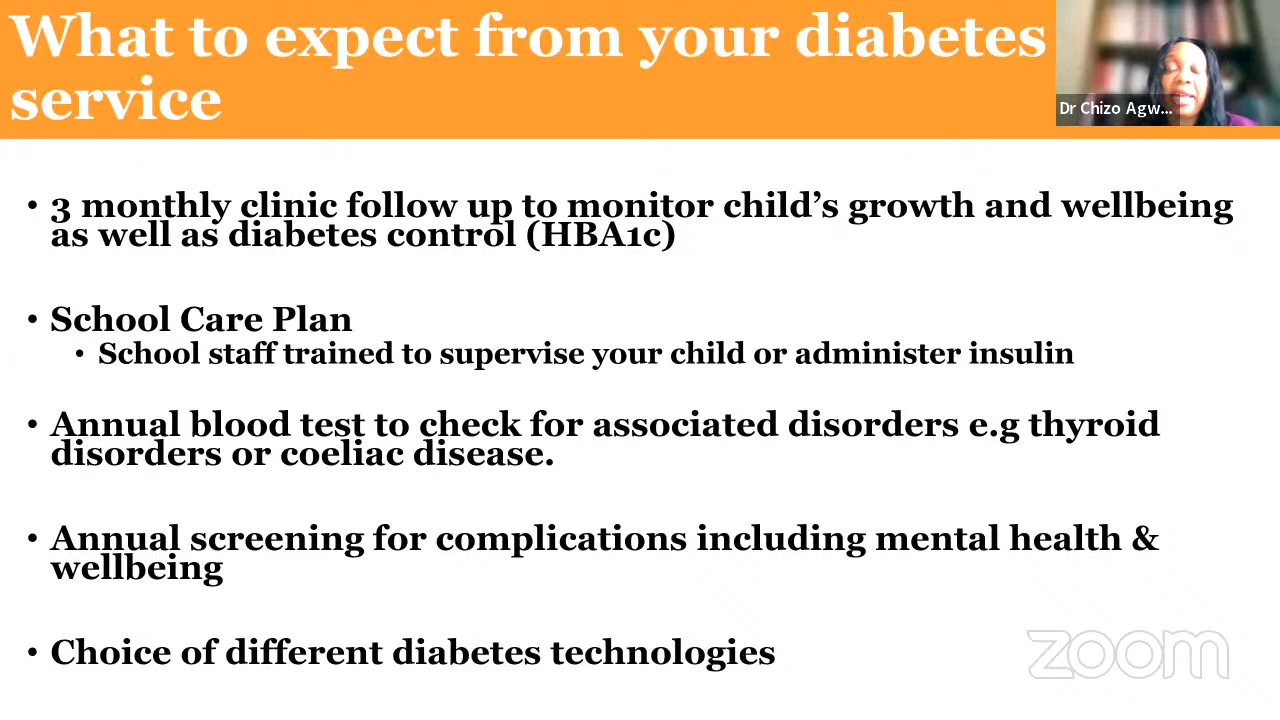 What to expect from your diabetes
service
Dr Chizo Agw...
• 3 monthly clinic follow up to monitor child’s growth and wellbeing
as well as diabetes control (HBA1c)
• School Care Plan
• School staff trained to supervise your child or administer insulin
• Annual blood test to check for associated disorders e.g thyroid
disorders or coeliac disease.
• Annual screening for complications including mental health &
wellbeing
• Choice of different diabetes technologies
zoom